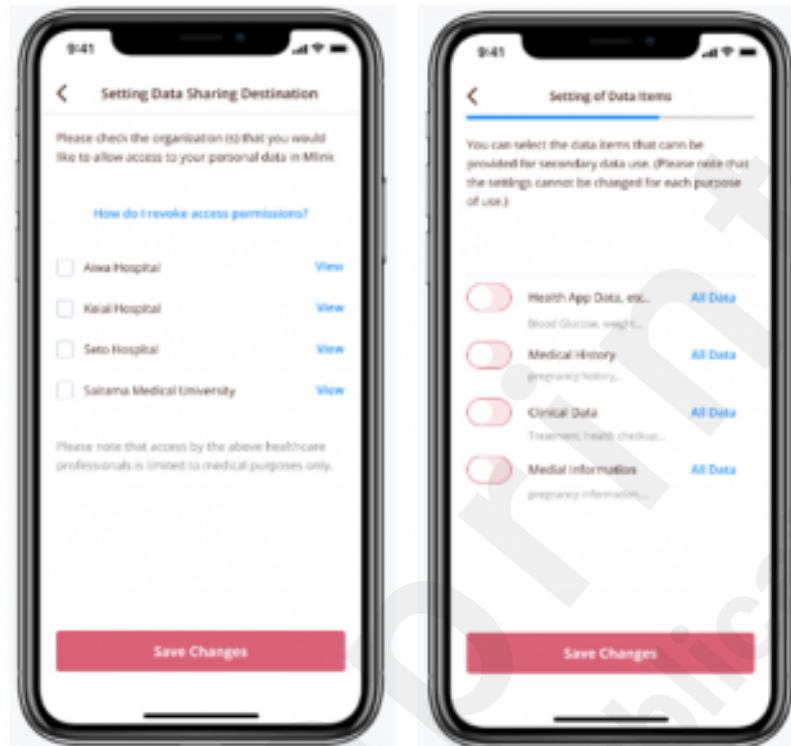 9:41
Setting Data Sharing Destination
Please check the organization (s) that you would
like to allow access to your personal data in Mlink
How do I revoke access permissions?
Aiwa Hospital View
Keiai Hospital View
Seto Hospital View
Saitama Medical University View
Please note that access by the above healthcare
professionals is limited to medical purposes only.
Save Changes
9:41
Setting of Data Items
You can select the data items that cann be
provided for secondary data use. (Please note that
the settings cannot be changed for each purpose
of use.)
Health App Data, etc.. All Data
Blood Glucose, weight...
Medical History All Data
pregnancy history,..
Clinical Data All Data
Treatment, health checkup...
Medial Information All Data
pregnancy information,...
Save Changes